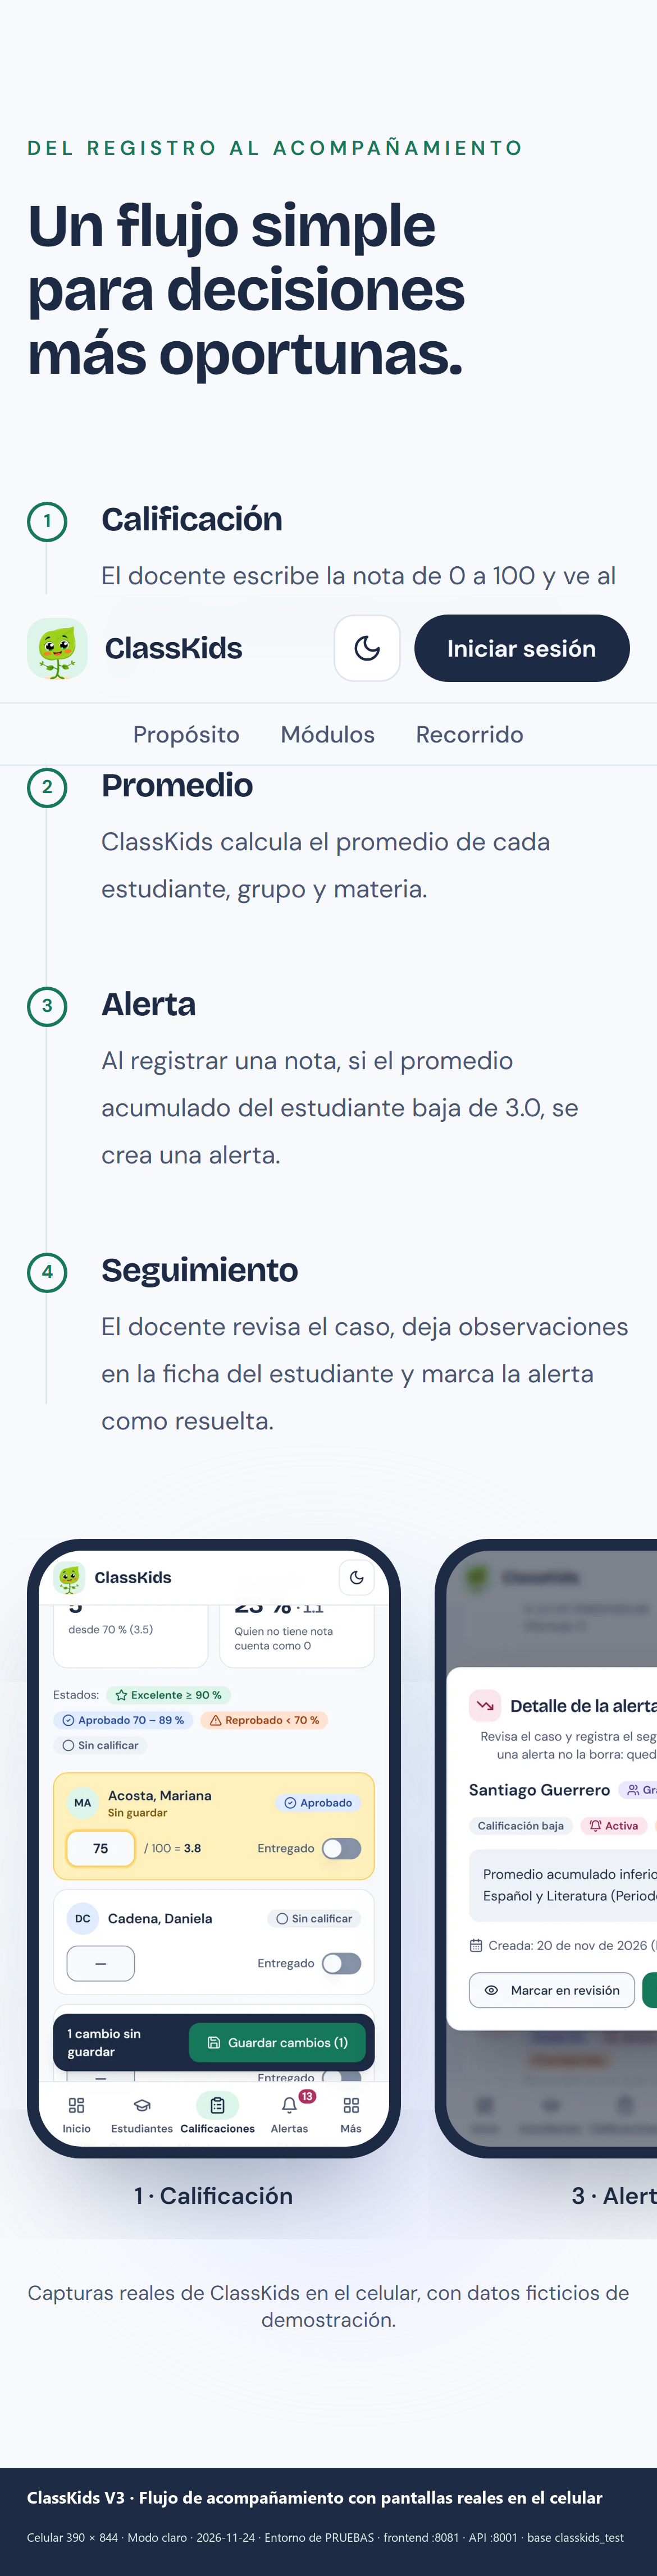 DEL REGISTRO AL ACOMPAÑAMIENTO
Un flujo simple
para decisiones
más oportunas.
1
Calificación
El docente escribe la nota de 0 a 100 y ve al
ClassKids
Iniciar sesión
Propósito Módulos Recorrido
2
Promedio
ClassKids calcula el promedio de cada
estudiante, grupo y materia.
3
Alerta
Al registrar una nota, si el promedio
acumulado del estudiante baja de 3.0, se
crea una alerta.
4
Seguimiento
El docente revisa el caso, deja observaciones
en la ficha del estudiante y marca la alerta
como resuelta.
ClassKids
desde 70 % (3.5)
Quien no tiene nota
cuenta como 0
Estados: Excelente ≥ 90 %
Aprobado 70 – 89 % Reprobado < 70 %
Sin calificar
MA Acosta, Mariana Aprobado
Sin guardar
75 / 100 = 3.8 Entregado
DC Cadena, Daniela Sin calificar
— Entregado
1 cambio sin
guardar
Guardar cambios (1)
13
Inicio Estudiantes Calificaciones Alertas Más
1 · Calificación
Detalle de la alerta
Revisa el caso y registra el seg
una alerta no la borra: qued
Santiago Guerrero Gra
Calificación baja Activa
Promedio acumulado inferio
Español y Literatura (Period
Creada: 20 de nov de 2026 (
Marcar en revisión
3 · Alert
Capturas reales de ClassKids en el celular, con datos ficticios de
demostración.
ClassKids V3 · Flujo de acompañamiento con pantallas reales en el celular
Celular 390 × 844 · Modo claro · 2026-11-24 · Entorno de PRUEBAS · frontend :8081 · API :8001 · base classkids_test